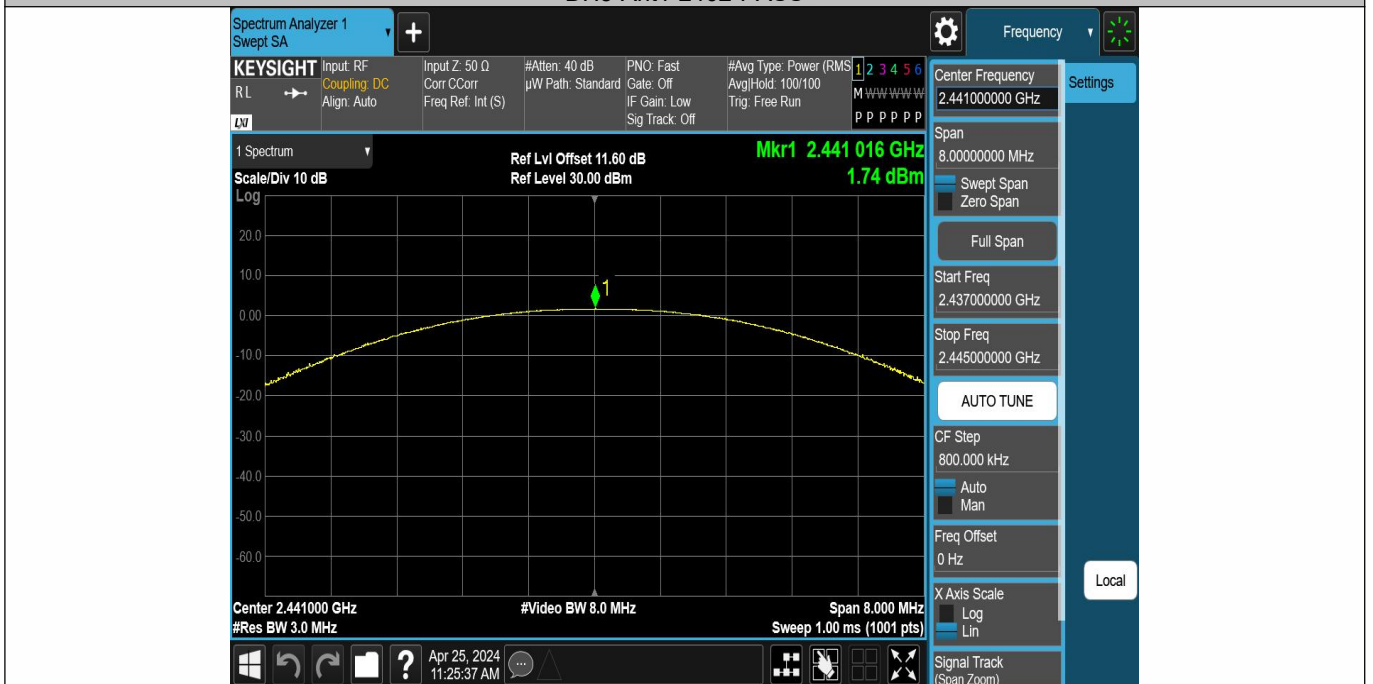 Spectrum Analyzer 1
Swept SA
+
Frequency
KEYSIGHT
RL
LXI
Input: RF
Coupling: DC
Align: Auto
Input Z: 50 Ω
Corr CCorr
Freq Ref: Int (S)
#Atten: 40 dB
µW Path: Standard
PNO: Fast
Gate: Off
IF Gain: Low
Sig Track: Off
#Avg Type: Power (RMS
Avg|Hold: 100/100
Trig: Free Run
1 2 3 4 5 6
M W W W W W
P P P P P P
1 Spectrum
Scale/Div 10 dB
Log
Ref Lvl Offset 11.60 dB
Ref Level 30.00 dBm
Mkr1 2.441 016 GHz
1.74 dBm
20.0
10.0
0.00
-10.0
-20.0
-30.0
-40.0
-50.0
-60.0
1
Center 2.441000 GHz
#Res BW 3.0 MHz
#Video BW 8.0 MHz
Span 8.000 MHz
Sweep 1.00 ms (1001 pts)
?
Apr 25, 2024
11:25:37 AM
Center Frequency
2.441000000 GHz
Span
8.00000000 MHz
Swept Span
Zero Span
Full Span
Start Freq
2.437000000 GHz
Stop Freq
2.445000000 GHz
AUTO TUNE
CF Step
800.000 kHz
Auto
Man
Freq Offset
0 Hz
X Axis Scale
Log
Lin
Signal Track
(Span Zoom)
Settings
Local